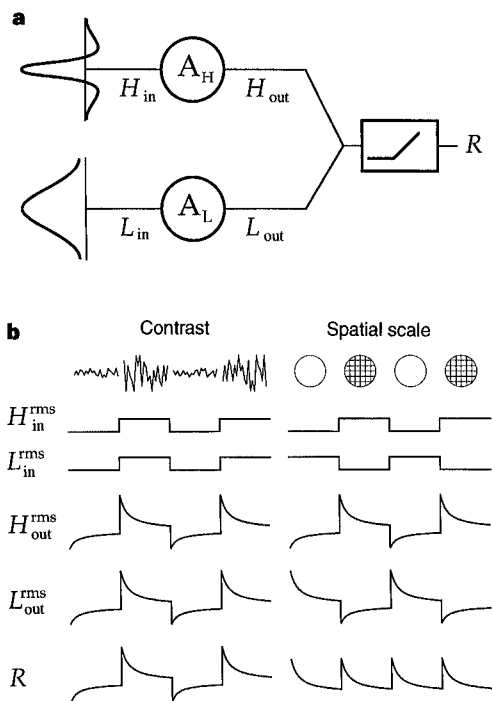 a
A_H
H_in H_out
R
A_L
L_in L_out
b
Contrast Spatial scale
H_in^rms
L_in^rms
H_out^rms
L_out^rms
R